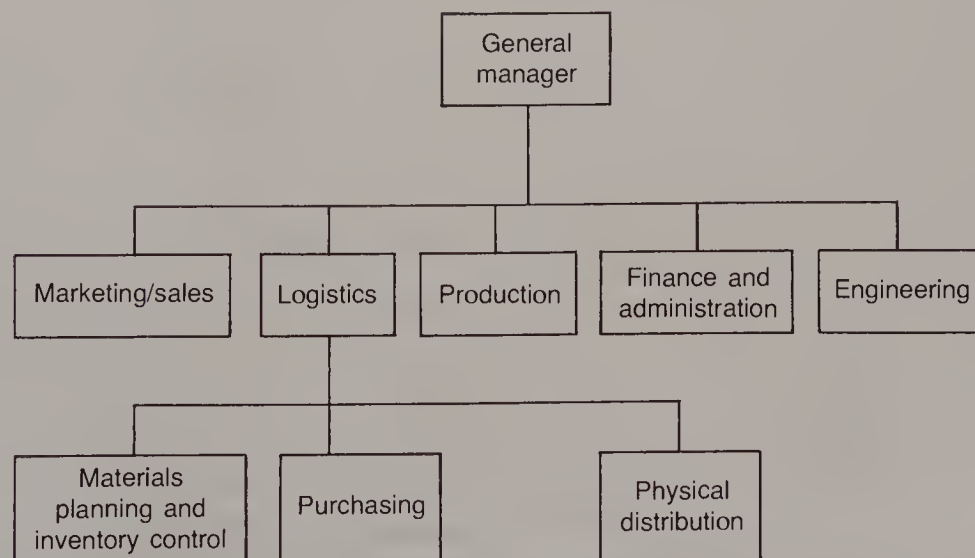 General
manager
Marketing/sales
Logistics
Production
Finance and
administration
Engineering
Materials
planning and
inventory control
Purchasing
Physical
distribution